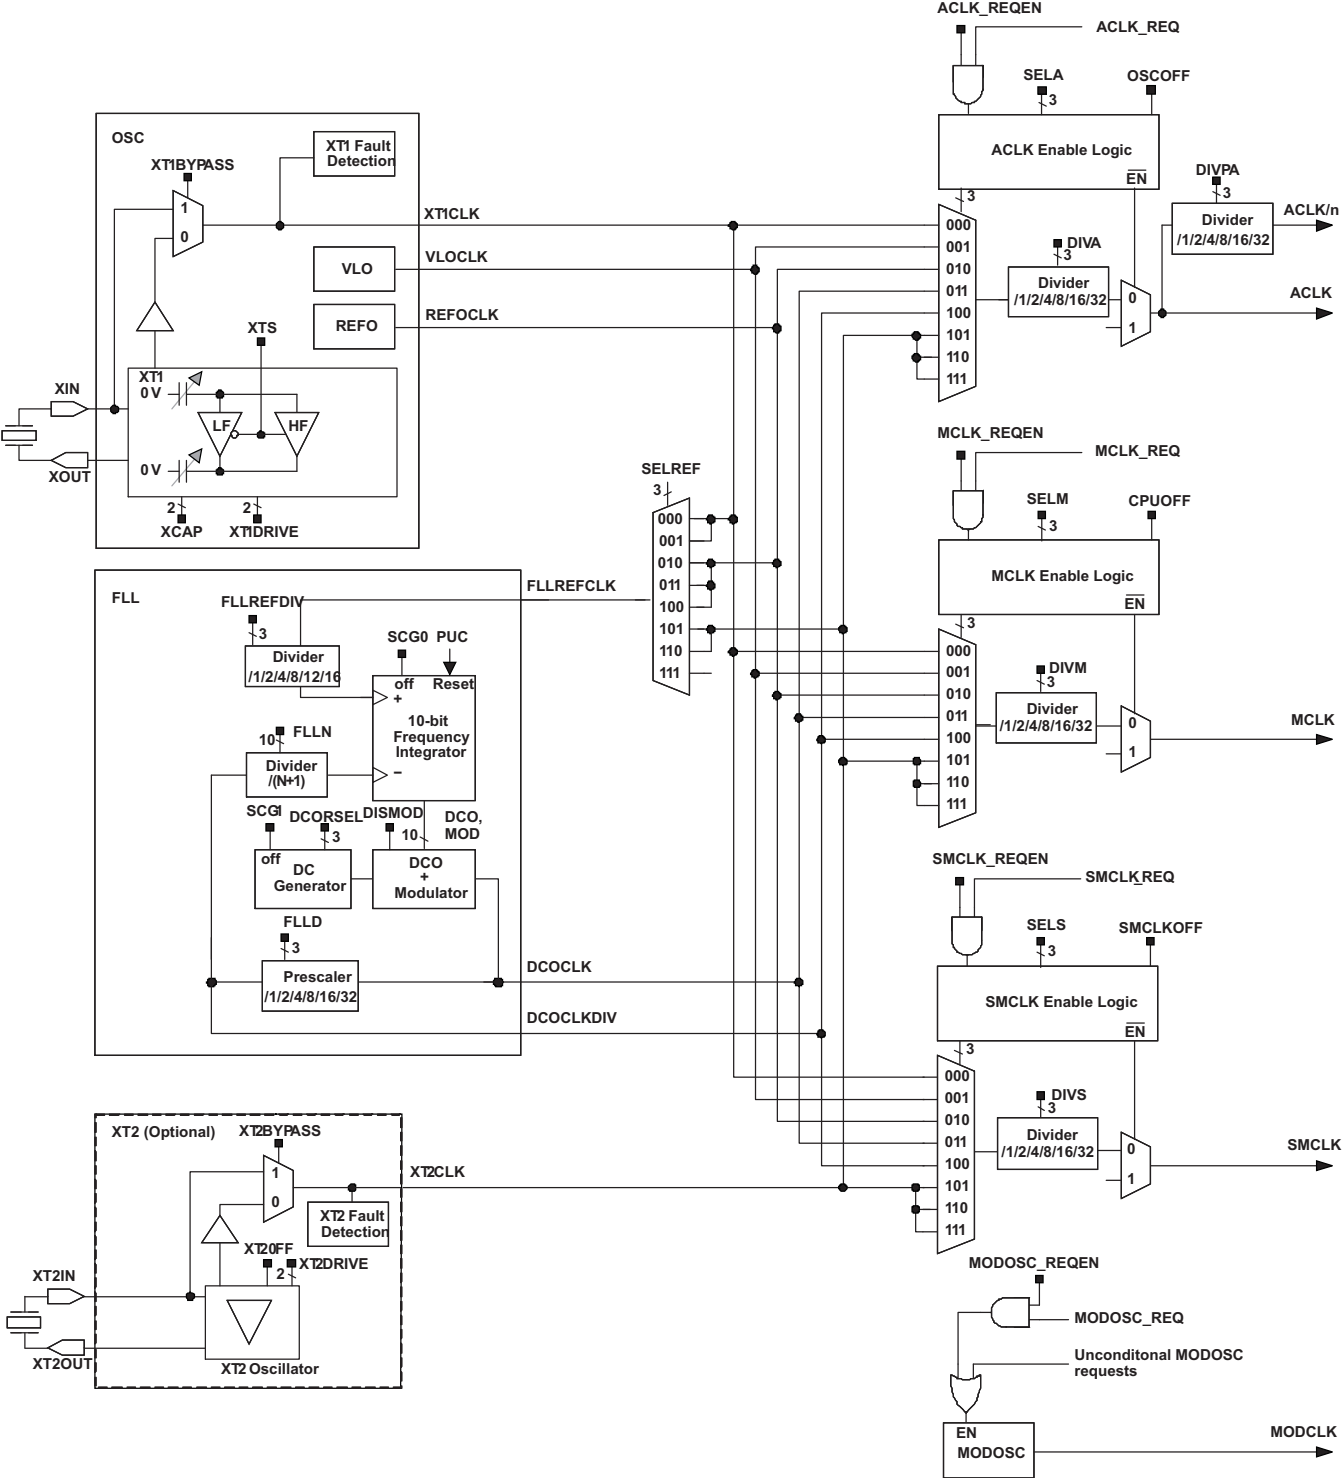 ACLK_REQEN
ACLK_REQ
SELA
3
OSCOFF
ACLK Enable Logic
EN
3
000
001
010
011
100
101
110
111
DIVA
3
Divider
/1/2/4/8/16/32
0
1
DIVPA
3
Divider
/1/2/4/8/16/32
ACLK/n
ACLK
OSC
XT1BYPASS
1
0
XT1 Fault
Detection
XT1CLK
VLO
VLOCLK
REFO
REFOCLK
XTS
XT1
0 V
LF
HF
0 V
XIN
XOUT
2
XCAP
2
XT1DRIVE
SELREF
3
000
001
010
011
100
101
110
111
MCLK_REQEN
MCLK_REQ
SELM
3
CPUOFF
MCLK Enable Logic
EN
3
000
001
010
011
100
101
110
111
DIVM
3
Divider
/1/2/4/8/16/32
0
1
MCLK
FLL
FLLREFCLK
FLLREFDIV
3
Divider
/1/2/4/8/12/16
SCG0
PUC
off
Reset
+
10-bit
Frequency
Integrator
−
FLLN
10
Divider
/(N+1)
SCG1
DCORSEL
3
DISMOD
10
DCO,
MOD
off
DC
Generator
DCO
+
Modulator
FLLD
3
Prescaler
/1/2/4/8/16/32
DCOCLK
DCOCLKDIV
SMCLK_REQEN
SMCLK_REQ
SELS
3
SMCLKOFF
SMCLK Enable Logic
EN
3
000
001
010
011
100
101
110
111
DIVS
3
Divider
/1/2/4/8/16/32
0
1
SMCLK
XT2 (Optional)
XT2BYPASS
1
0
XT2CLK
XT2 Fault
Detection
XT2OFF
2
XT2DRIVE
XT2IN
XT2OUT
XT2 Oscillator
MODOSC_REQEN
MODOSC_REQ
Unconditonal MODOSC
requests
EN
MODOSC
MODCLK